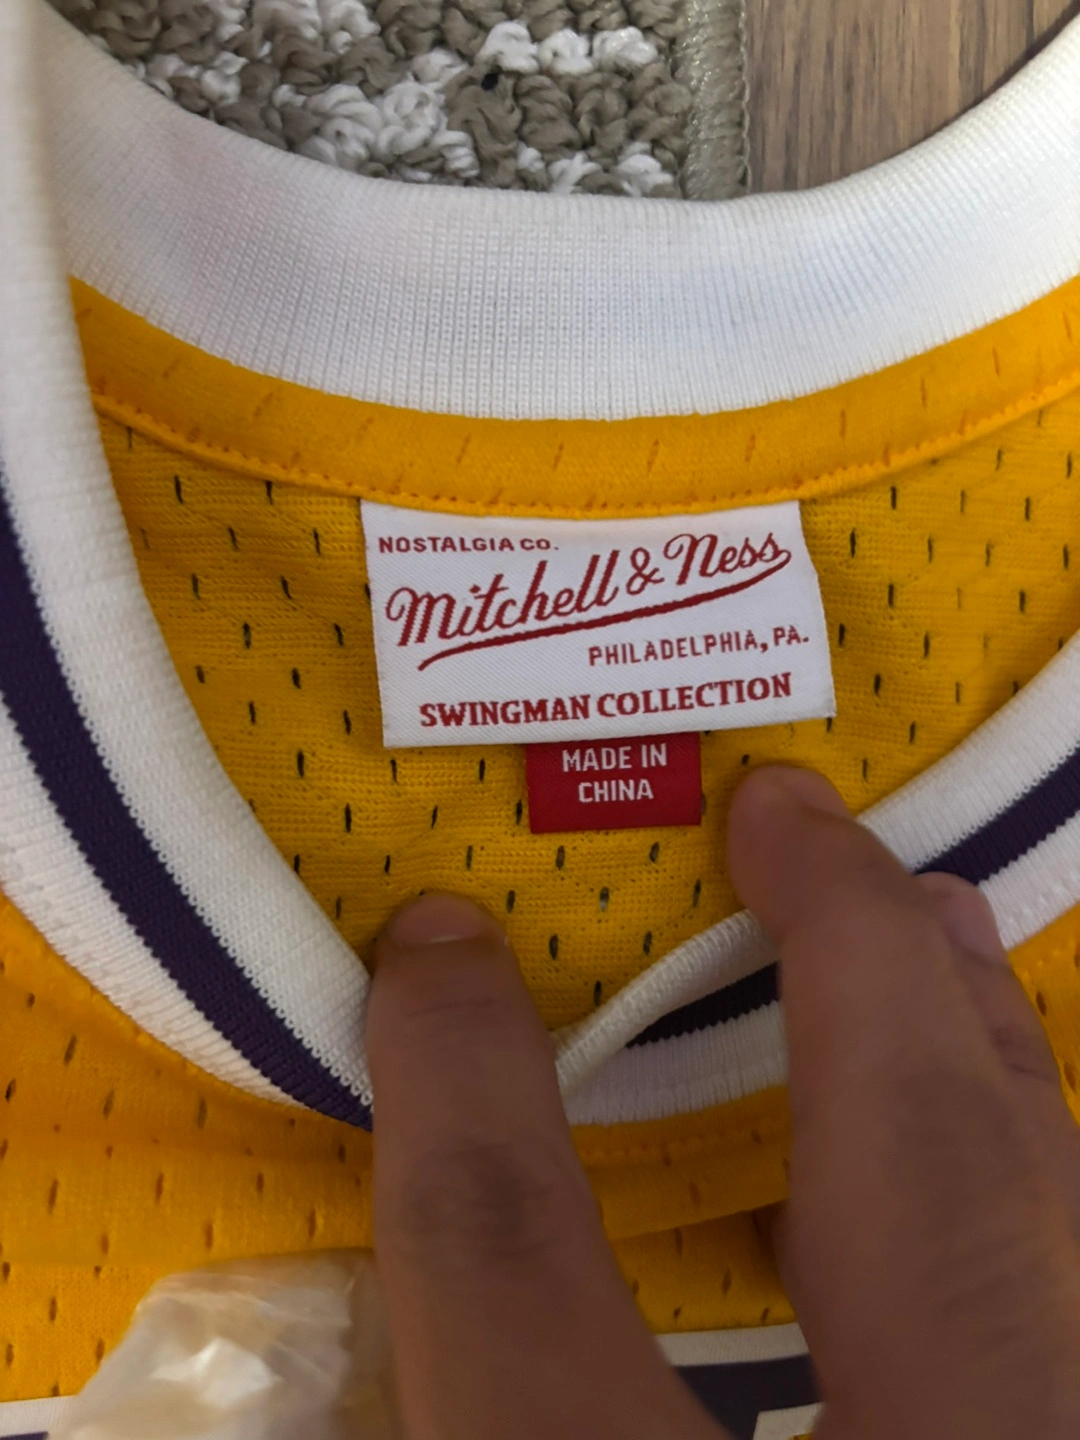 NOSTALGIA CO.
Mitchell & Ness
PHILADELPHIA, PA.
SWINGMAN COLLECTION
MADE IN
CHINA